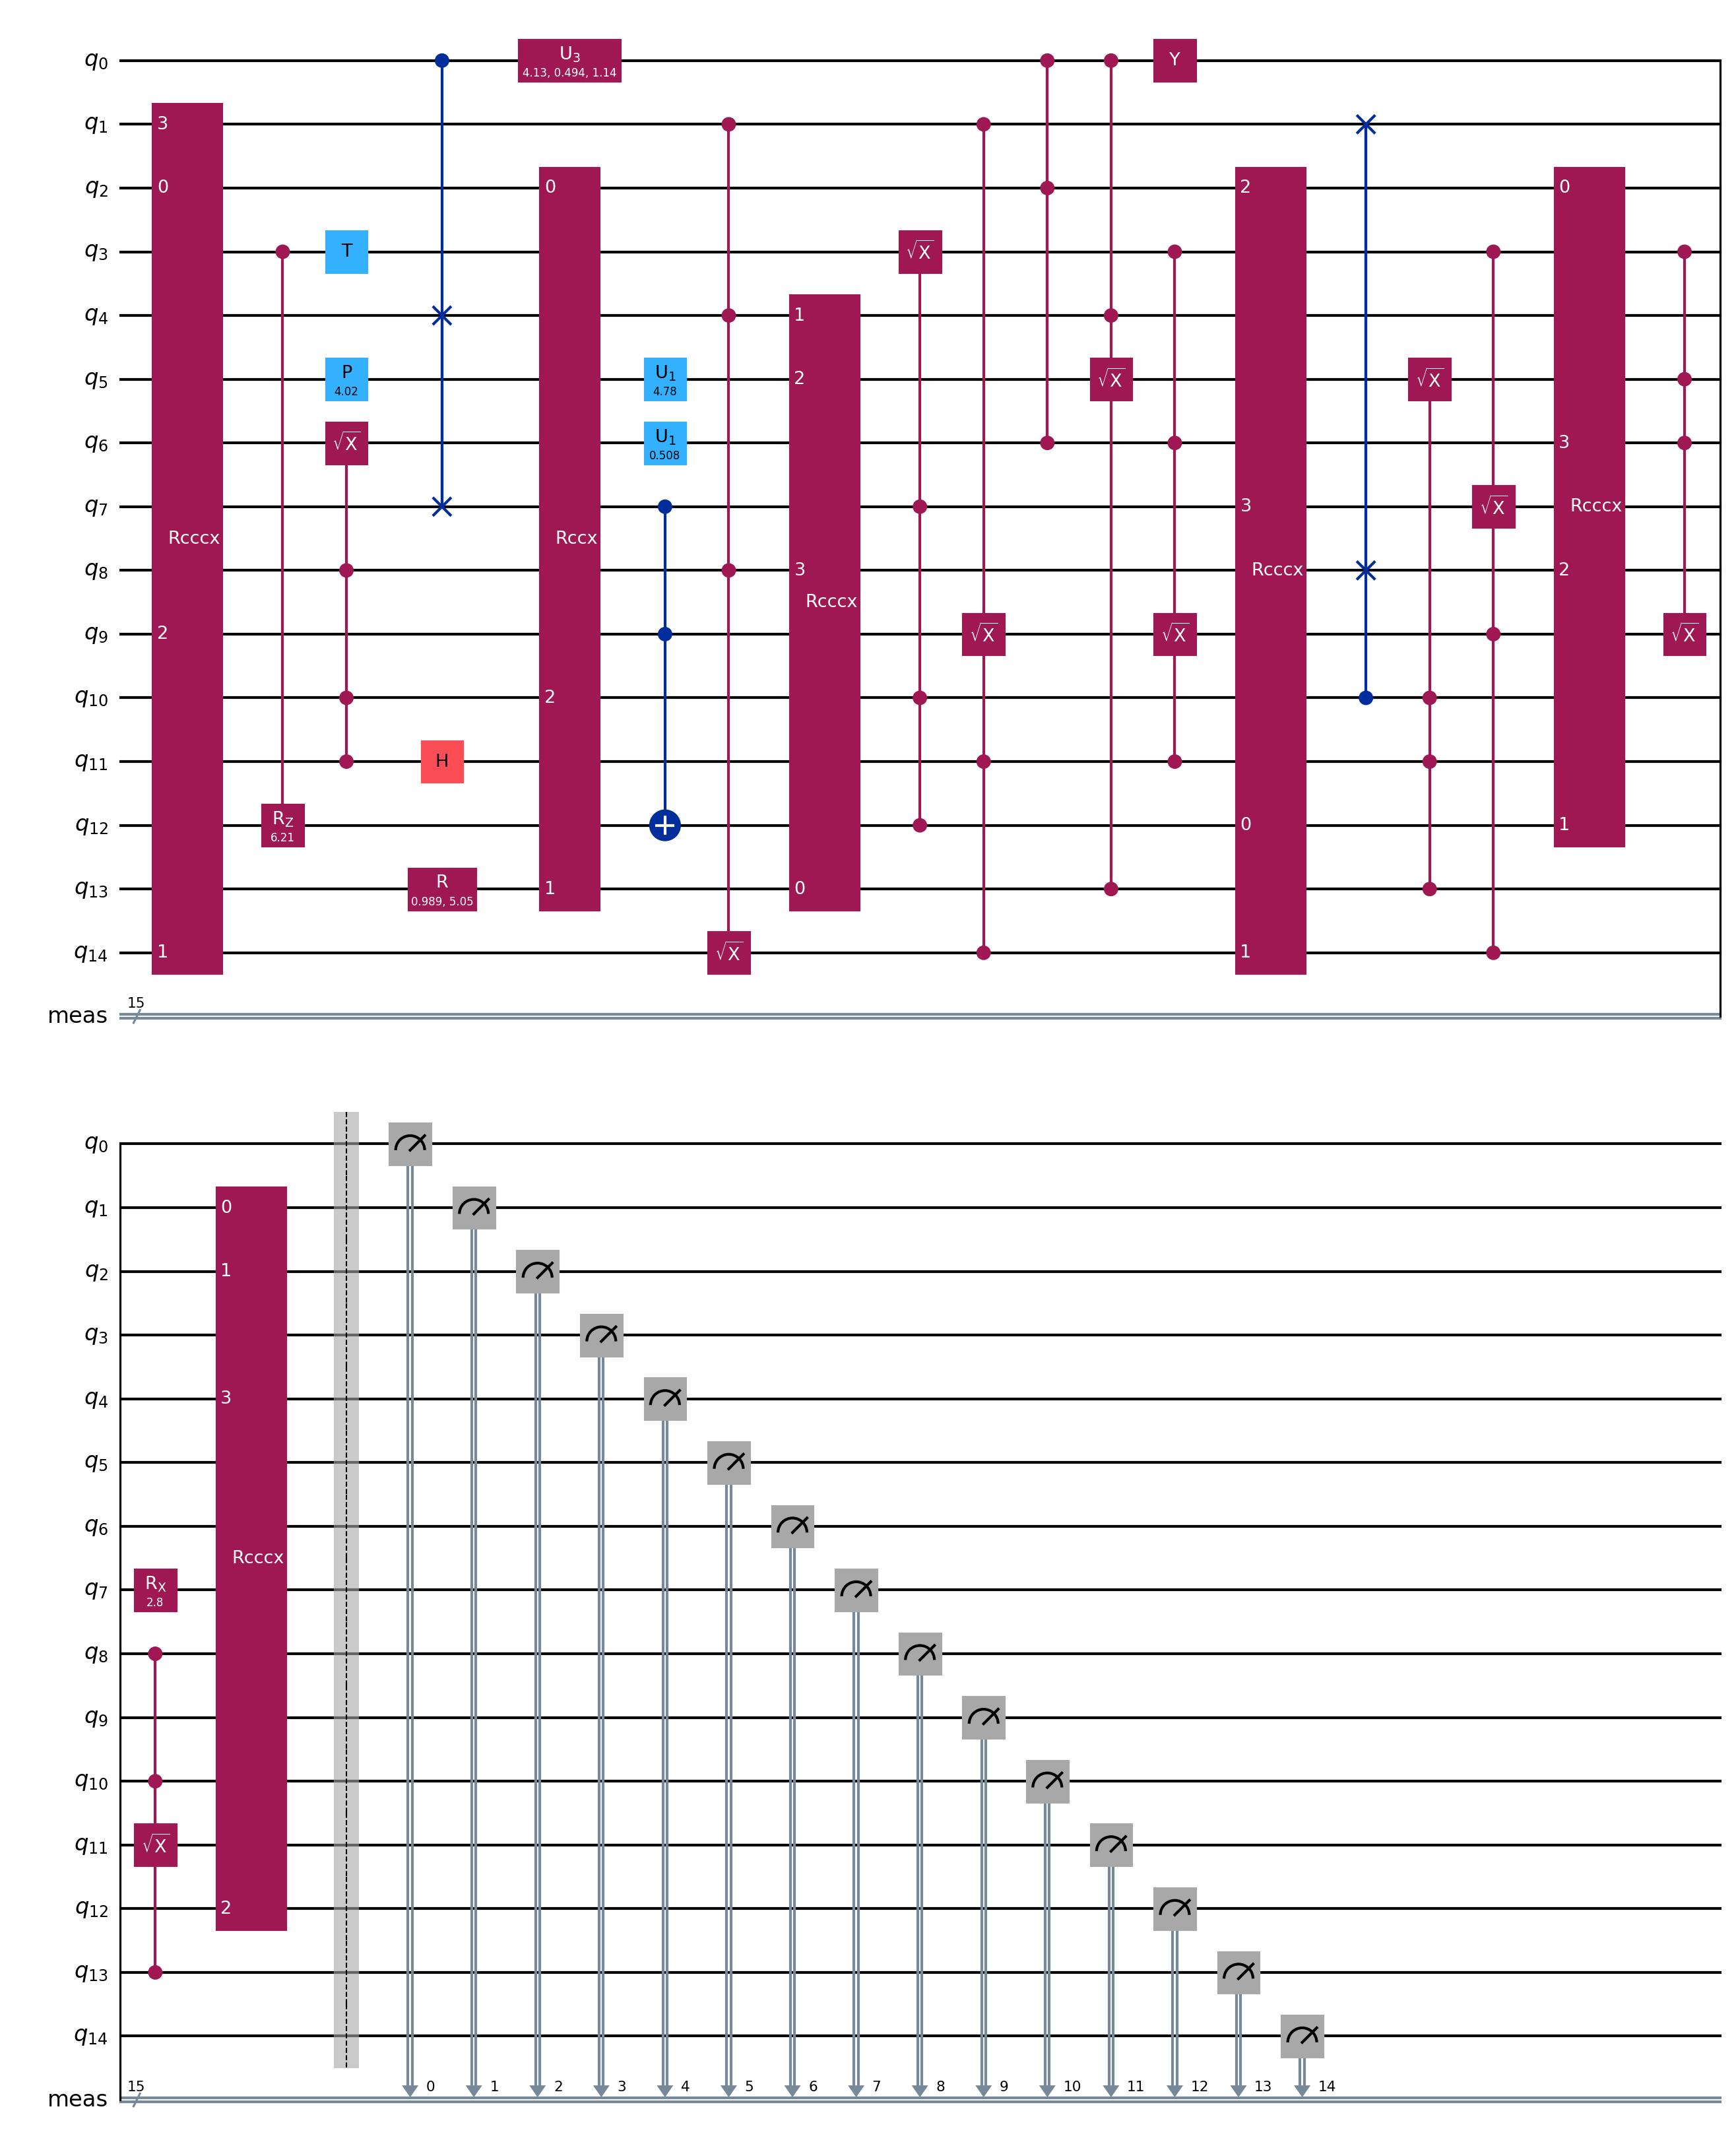 q0 U3 4.13, 0.494, 1.14 Y
q1 3
q2 0 0 2 0
q3 T √X
q4 1
q5 P 4.02 U1 4.78 2 √X √X
q6 √X U1 0.508 3
q7 Rcccx Rccx 3 √X Rcccx
q8 3 Rcccx Rcccx 2
q9 2 √X √X √X
q10 2
q11 H
q12 RZ 6.21 0 1
q13 R 0.989, 5.05 1 0
q14 1 √X 1
meas 15
q0
q1 0
q2 1
q3
q4 3
q5
q6 Rcccx
q7 RX 2.8
q8
q9
q10
q11 √X
q12 2
q13
q14
meas 15 0 1 2 3 4 5 6 7 8 9 10 11 12 13 14